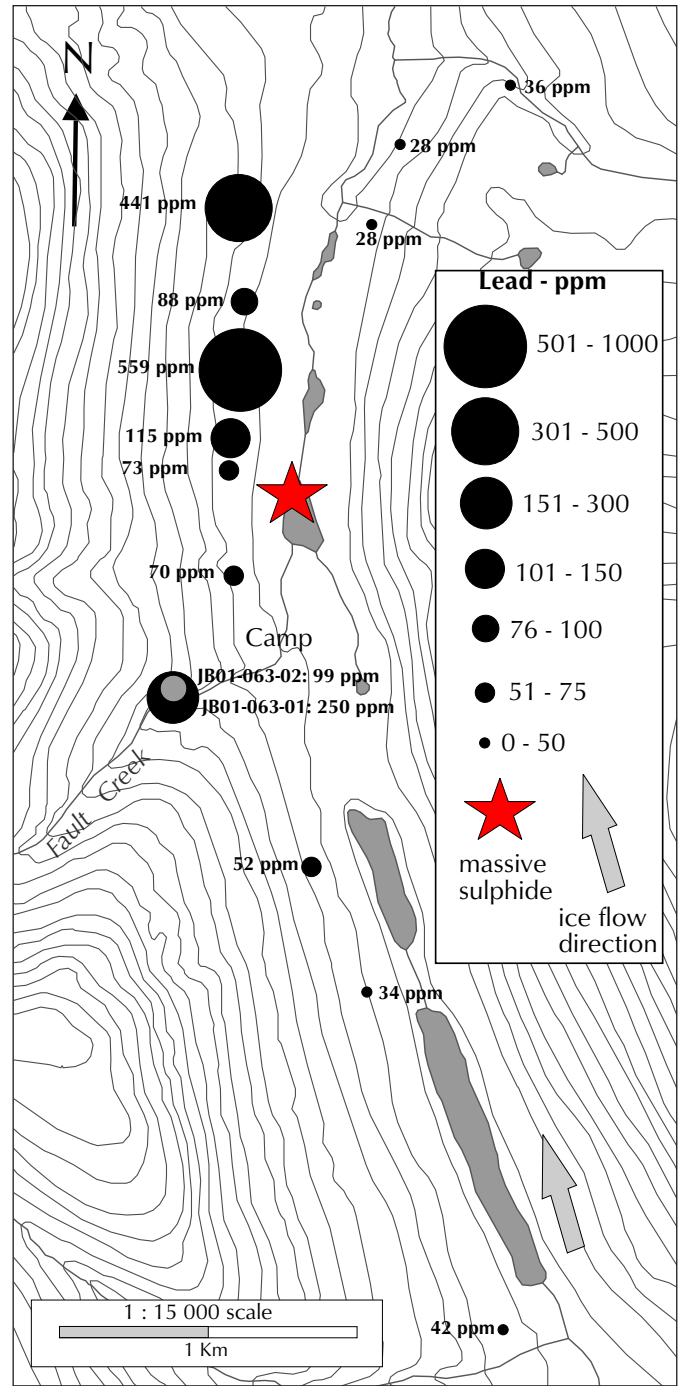 N
36 ppm
28 ppm
441 ppm
28 ppm
88 ppm
559 ppm
115 ppm
73 ppm
70 ppm
Camp
JB01-063-02: 99 ppm
JB01-063-01: 250 ppm
Fault Creek
52 ppm
34 ppm
42 ppm
Lead - ppm
501 - 1000
301 - 500
151 - 300
101 - 150
76 - 100
51 - 75
0 - 50
massive
sulphide
ice flow
direction
1 : 15 000 scale
1 Km